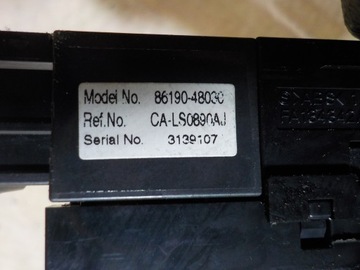 Model No. 86190-48030
Ref.No. CA-LS0890AJ
Serial No. 3139107